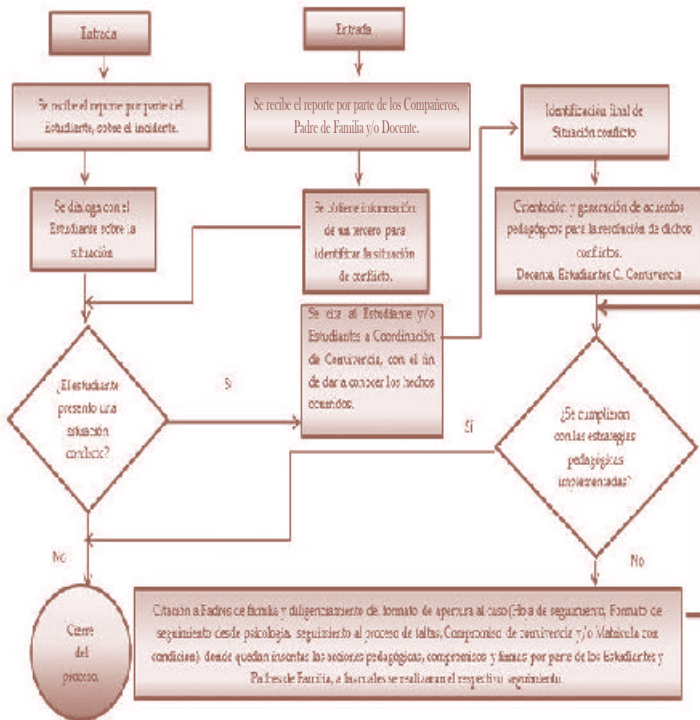 Entrada
Se recibe el reporte por parte del
Estudiante, sobre el incidente.
Se dialoga con el
Estudiante sobre la
situación
¿El estudiante
presento una
situación
conflicto?
Si
No
Cierre
del
proceso.
Entrada
Se recibe el reporte por parte de los Compañeros,
Padre de Familia y/o Docente.
Se obtiene información
de un tercero para
identificar la situación
de conflicto.
Se cita al Estudiante y/o
Estudiantes a Coordinación
de Convivencia, con el fin
de dar a conocer los hechos
ocurridos.
Identificación final de
Situación conflicto
Orientación y generación de acuerdos
pedagógicos para la resolución de dichos
conflictos.
Docente, Estudiantes C. Convivencia
¿Se cumplieron
con las estrategias
pedagógicas
implementadas?
Sí
No
Citación a Padres de familia y diligenciamiento del formato de apertura al caso (Hoja de seguimiento, Formato de
seguimiento desde psicología, seguimiento al proceso de faltas, Compromiso de convivencia y/o Matricula con
condición) donde quedan insertas las acciones pedagógicas, compromisos y firmas por parte de los Estudiantes y
Padres de Familia, a las cuales se realizaran el respectivo seguimiento.